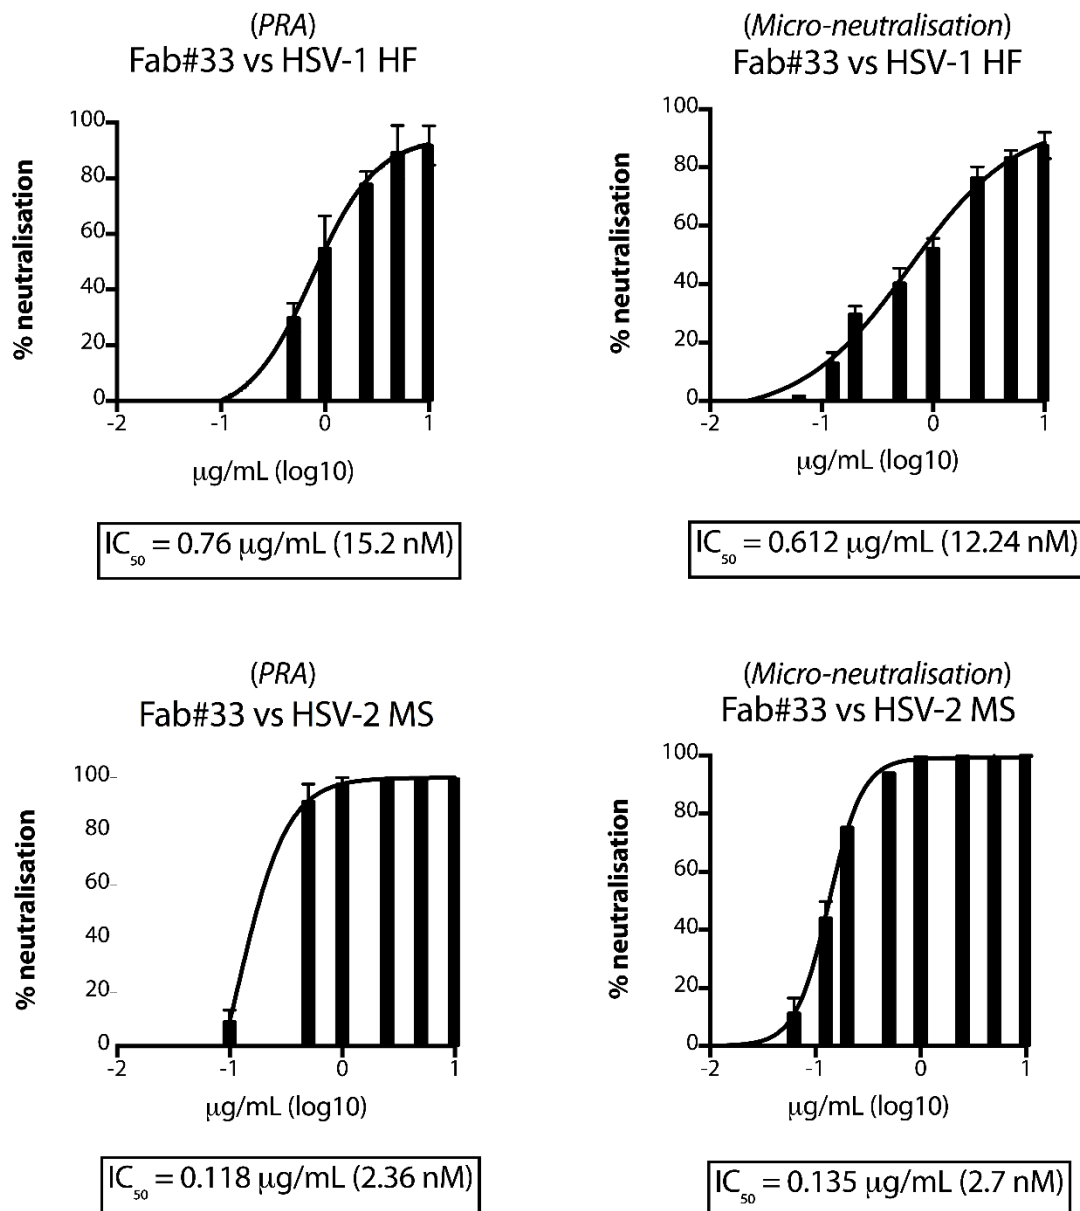 (PRA)
Fab#33 vs HSV-1 HF
% neutralisation
100
80
60
40
20
0
-2
-1
0
1
µg/mL (log10)
IC50 = 0.76 µg/mL (15.2 nM)
(Micro-neutralisation)
Fab#33 vs HSV-1 HF
% neutralisation
100
80
60
40
20
0
-2
-1
0
1
µg/mL (log10)
IC50 = 0.612 µg/mL (12.24 nM)
(PRA)
Fab#33 vs HSV-2 MS
% neutralisation
100
80
60
40
20
0
-2
-1
0
1
µg/mL (log10)
IC50 = 0.118 µg/mL (2.36 nM)
(Micro-neutralisation)
Fab#33 vs HSV-2 MS
% neutralisation
100
80
60
40
20
0
-2
-1
0
1
µg/mL (log10)
IC50 = 0.135 µg/mL (2.7 nM)